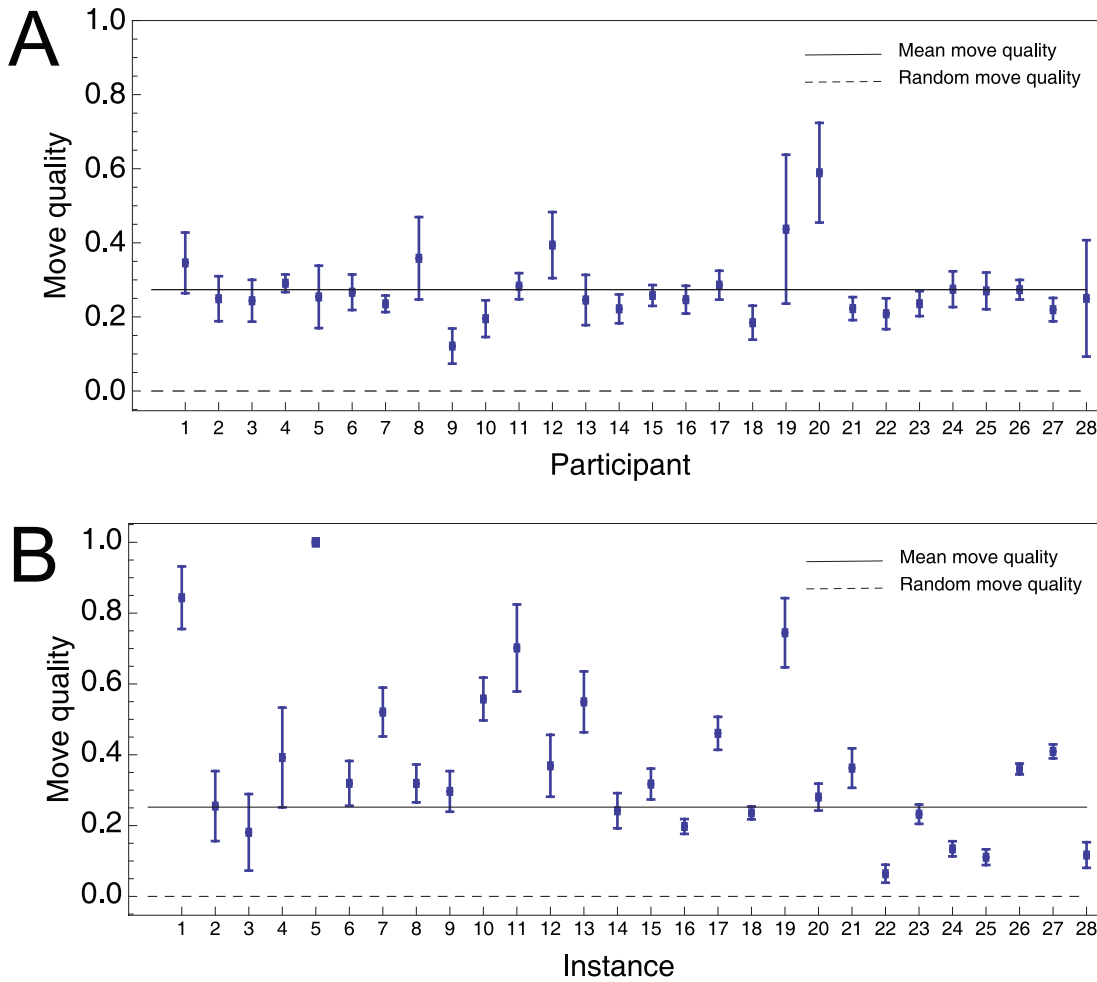 A
1.0
0.8
0.6
0.4
0.2
0.0
Move quality
Mean move quality
Random move quality
1 2 3 4 5 6 7 8 9 10 11 12 13 14 15 16 17 18 19 20 21 22 23 24 25 26 27 28
Participant
B
1.0
0.8
0.6
0.4
0.2
0.0
Move quality
Mean move quality
Random move quality
1 2 3 4 5 6 7 8 9 10 11 12 13 14 15 16 17 18 19 20 21 22 23 24 25 26 27 28
Instance